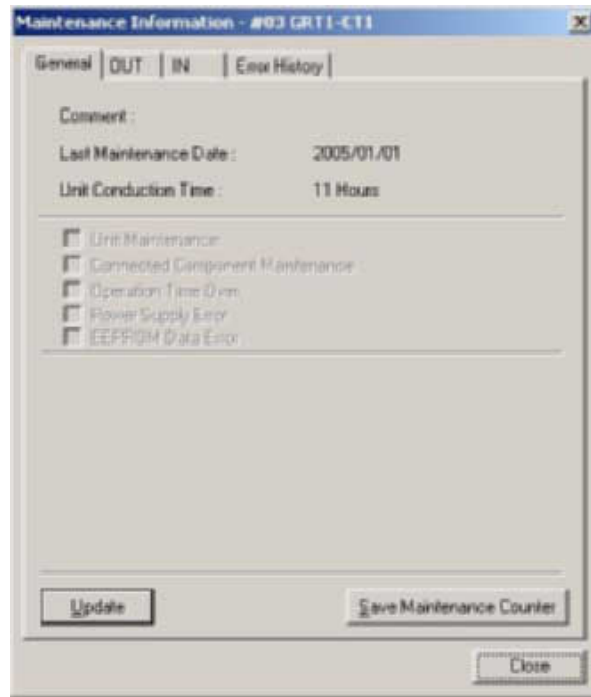 Maintenance Information - #03 GRT1-CT1
General OUT IN Error History
Comment :
Last Maintenance Date : 2005/01/01
Unit Conduction Time : 11 Hours
Unit Maintenance
Connected Component Maintenance
Operation Time Over
Power Supply Error
EEPROM Data Error
Update Save Maintenance Counter
Close